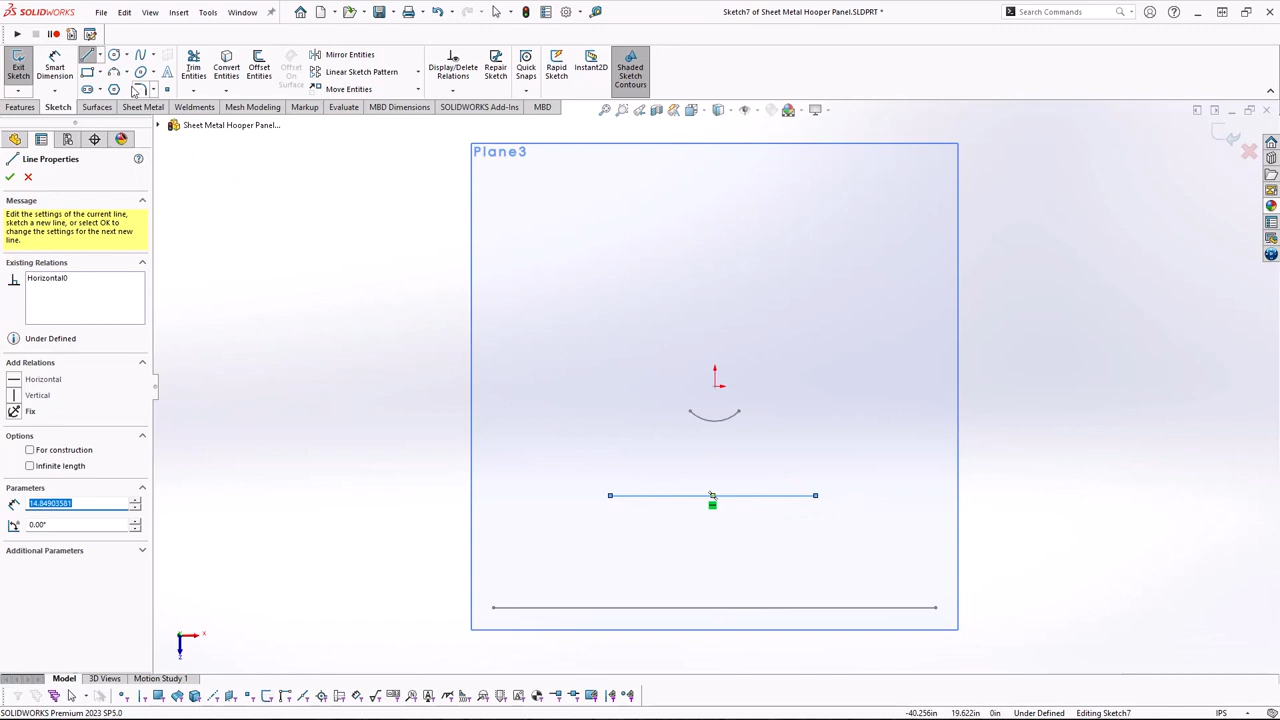 SOLIDWORKS File Edit View Insert Tools Window Sketch7 of Sheet Metal Hooper Panel.SLDPRT * Search Commands
Exit Sketch
Smart Dimension
Trim Entities
Convert Entities
Offset Entities
Offset On Surface
Mirror Entities
Linear Sketch Pattern
Move Entities
Display/Delete Relations
Repair Sketch
Quick Snaps
Rapid Sketch
Instant2D
Shaded Sketch Contours
Features Sketch Surfaces Sheet Metal Weldments Mesh Modeling Markup Evaluate MBD Dimensions SOLIDWORKS Add-Ins MBD
Sheet Metal Hooper Panel...
Line Properties
Message
Edit the settings of the current line,
sketch a new line, or select OK to
change the settings for the next new
line.
Existing Relations
Horizontal0
Under Defined
Add Relations
Horizontal
Vertical
Fix
Options
For construction
Infinite length
Parameters
14.84903581
0.00°
Additional Parameters
Plane3
X
Z
Model 3D Views Motion Study 1
SOLIDWORKS Premium 2023 SP5.0 -40.256in 19.622in 0in Under Defined Editing Sketch7 IPS